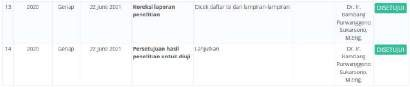 13 2020 Genap 22 Juni 2021 Koreksi laporan penelitian Dicek daftar isi dan lampiran-lampiran Dr. Ir. Bambang Purwanggono Sukarsono, M.Eng. DISETUJUI
14 2020 Genap 22 Juni 2021 Persetujuan hasil penelitian untuk diuji Lanjutkan Dr. Ir. Bambang Purwanggono Sukarsono, M.Eng. DISETUJUI